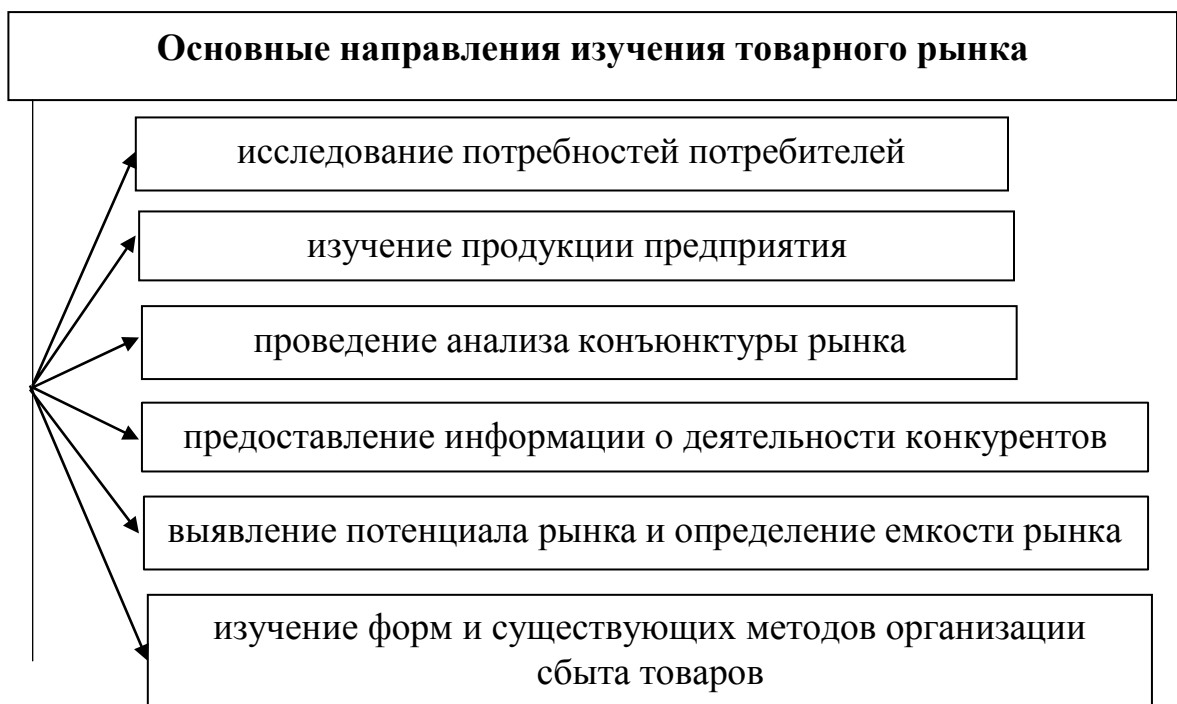 Основные направления изучения товарного рынка
исследование потребностей потребителей
изучение продукции предприятия
проведение анализа конъюнктуры рынка
предоставление информации о деятельности конкурентов
выявление потенциала рынка и определение емкости рынка
изучение форм и существующих методов организации
сбыта товаров